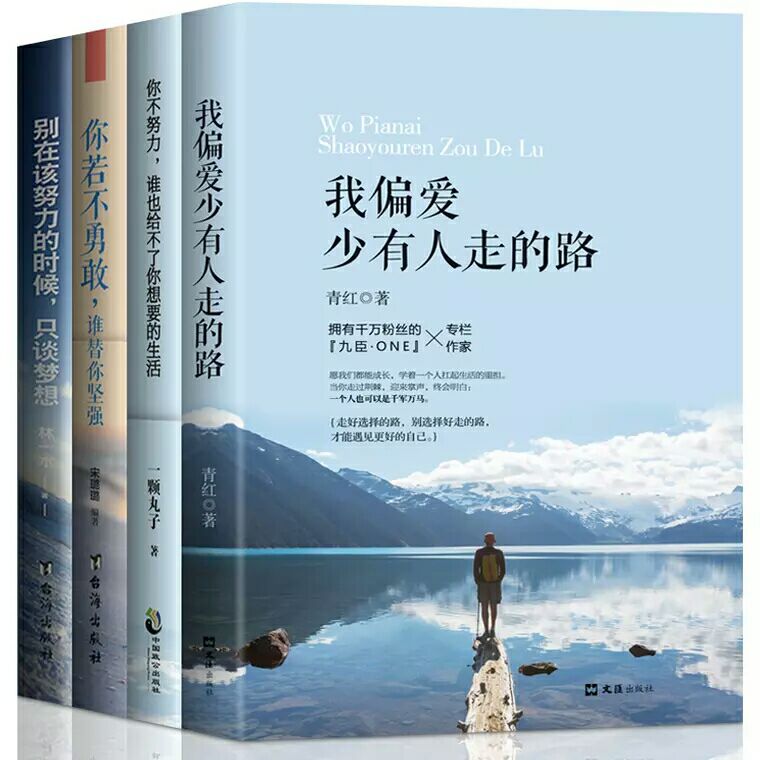 别在该努力的时候，只谈梦想
林一水
台海出版社
你若不勇敢，
谁替你坚强
宋璐璐 编著
台海出版社
你不努力，谁也给不了你想要的生活
一颗丸子 著
中国致公出版社
我偏爱少有人走的路
青红◎著
文汇出版社
Wo Pianai
Shaoyouren Zou De Lu
我偏爱
少有人走的路
青红◎著
拥有千万粉丝的 × 专栏
『九臣·ONE』 作家
愿我们都能成长，学着一个人扛起生活的重担。
当你走过荆棘，迎来掌声，终会明白：
一个人也可以是千军万马。
{走好选择的路，别选择好走的路，
才能遇见更好的自己。}
文汇出版社